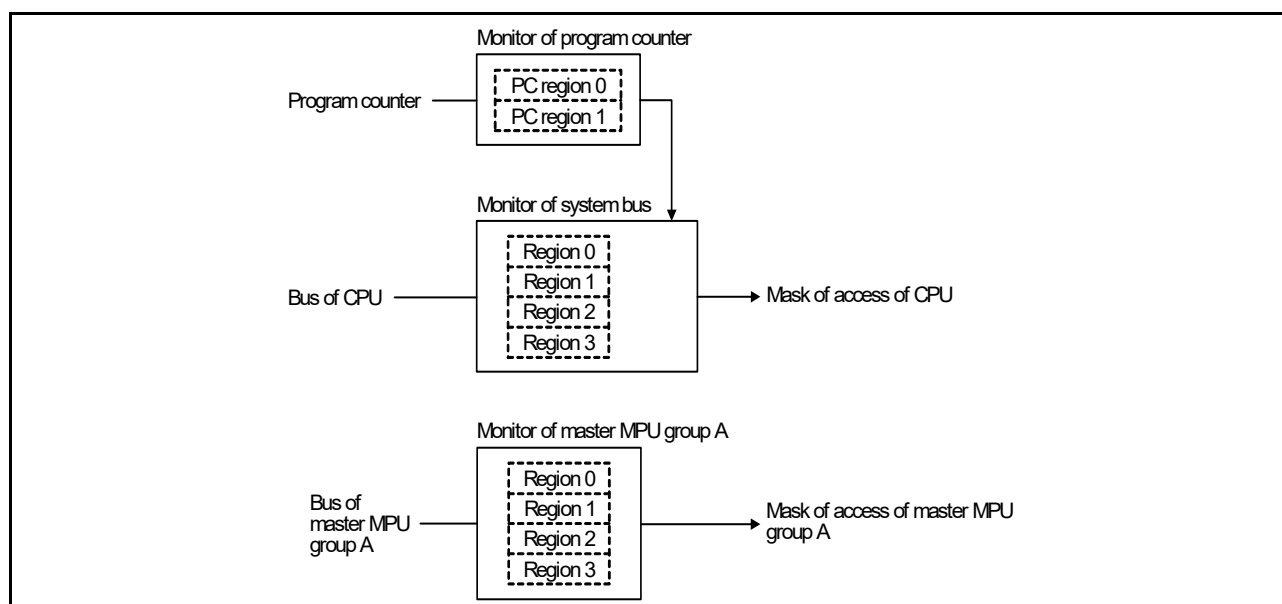 Monitor of program counter
Program counter
PC region 0
PC region 1
Monitor of system bus
Bus of CPU
Region 0
Region 1
Region 2
Region 3
Mask of access of CPU
Monitor of master MPU group A
Bus of
master MPU
group A
Region 0
Region 1
Region 2
Region 3
Mask of access of master MPU
group A